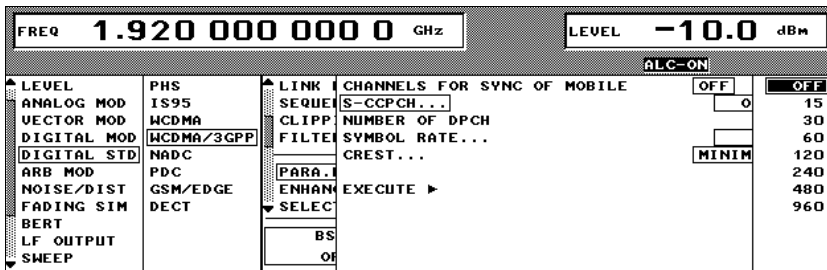 FREQ 1.920 000 000 0 GHz
LEVEL -10.0 dBm
ALC-ON
LEVEL
ANALOG MOD
VECTOR MOD
DIGITAL MOD
DIGITAL STD
ARB MOD
NOISE/DIST
FADING SIM
BERT
LF OUTPUT
SWEEP
PHS
IS95
WCDMA
WCDMA/3GPP
NADC
PDC
GSM/EDGE
DECT
LINK
SEQUE
CLIPP
FILTE
PARA.
ENHAN
SELEC
BS
CHANNELS FOR SYNC OF MOBILE OFF
S-CCPCH...
NUMBER OF DPCH
SYMBOL RATE...
CREST... MINIM
EXECUTE ►
OFF
15
30
60
120
240
480
960